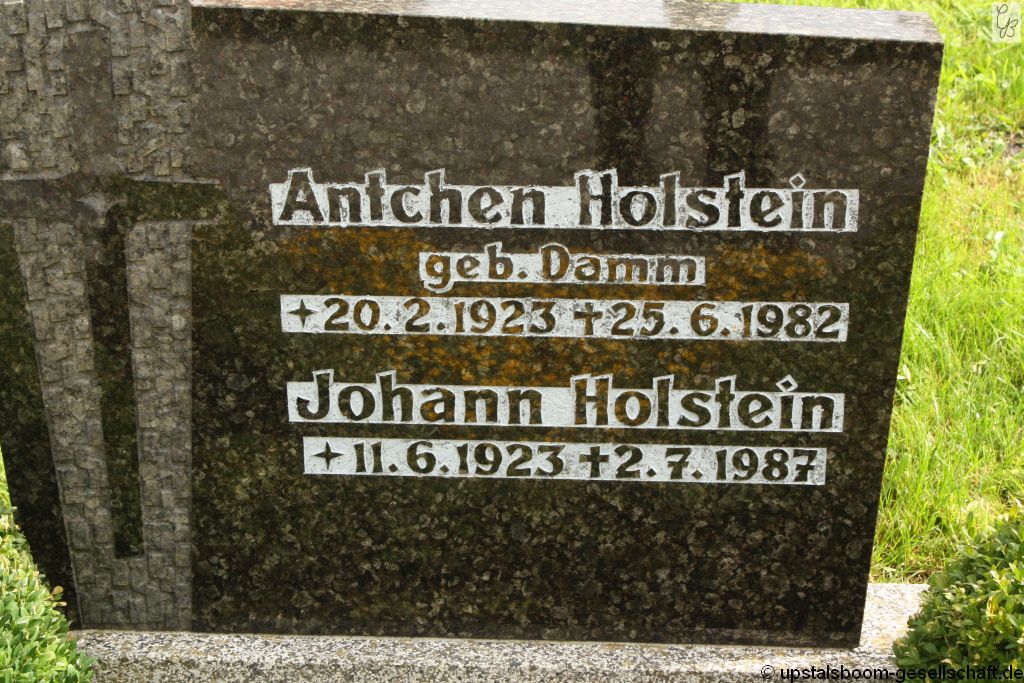 Antchen Holstein
geb. Damm
✦20.2.1923 ✝25.6.1982
Johann Holstein
✦11.6.1923 ✝2.7.1987
© upstalsboom-gesellschaft.de